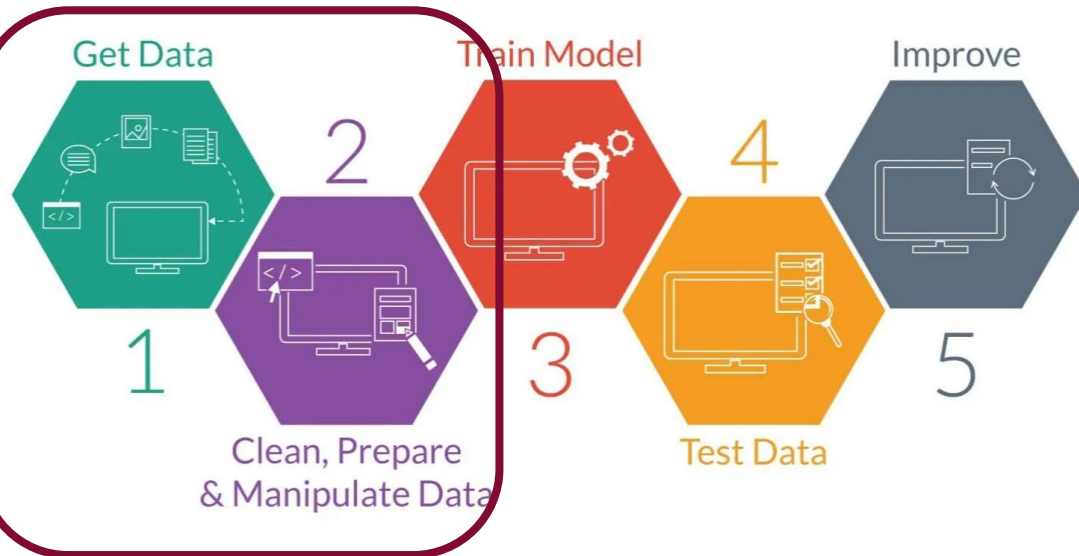 Get Data
1
</>
2
</>
Clean, Prepare
& Manipulate Data
Train Model
3
4
Test Data
Improve
5